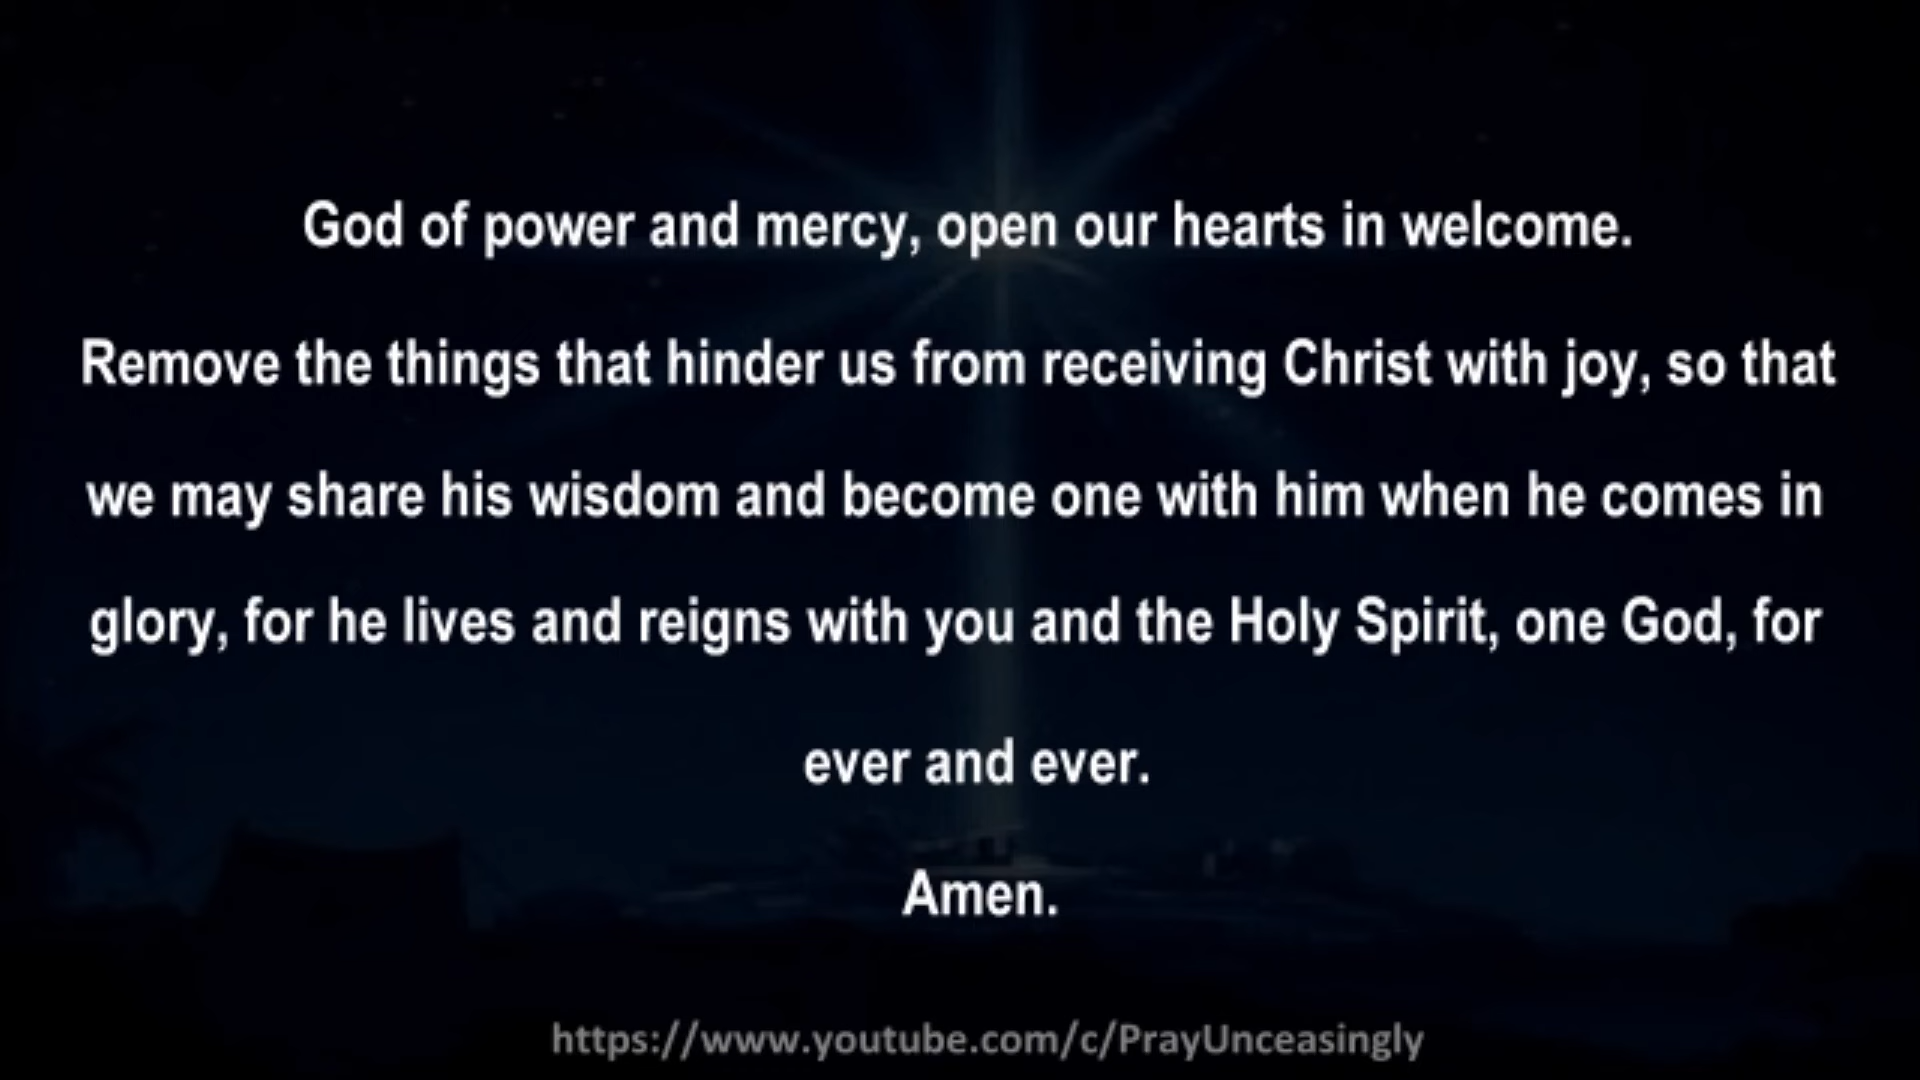 God of power and mercy, open our hearts in welcome.
Remove the things that hinder us from receiving Christ with joy, so that
we may share his wisdom and become one with him when he comes in
glory, for he lives and reigns with you and the Holy Spirit, one God, for
ever and ever.
Amen.
https://www.youtube.com/c/PrayUnceasingly